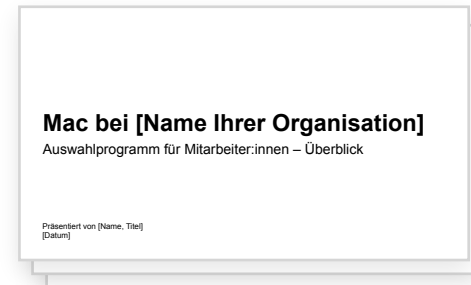 Mac bei [Name Ihrer Organisation]
Auswahlprogramm für Mitarbeiter:innen – Überblick
Präsentiert von [Name, Titel]
[Datum]